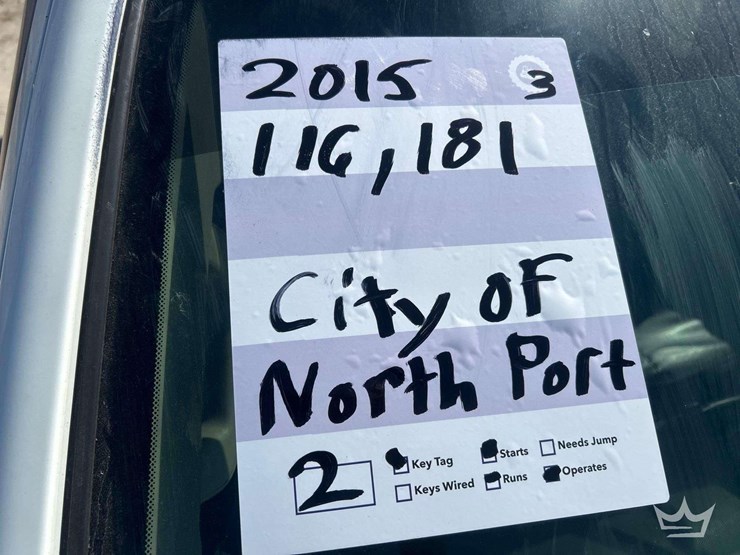 2015 3
116,181
City of
North Port
2
Key Tag Starts Needs Jump
Keys Wired Runs Operates